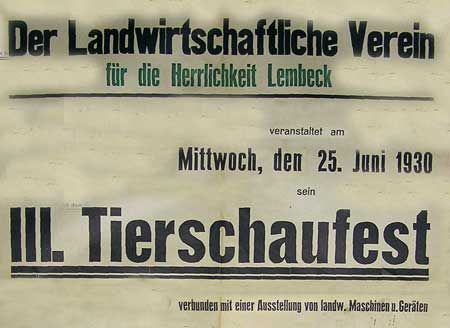 Der Landwirtschaftliche Verein
für die Herrlichkeit Lembeck
veranstaltet am
Mittwoch, den 25. Juni 1930
sein
III. Tierschaufest
verbunden mit einer Ausstellung von landw. Maschinen u. Geräten